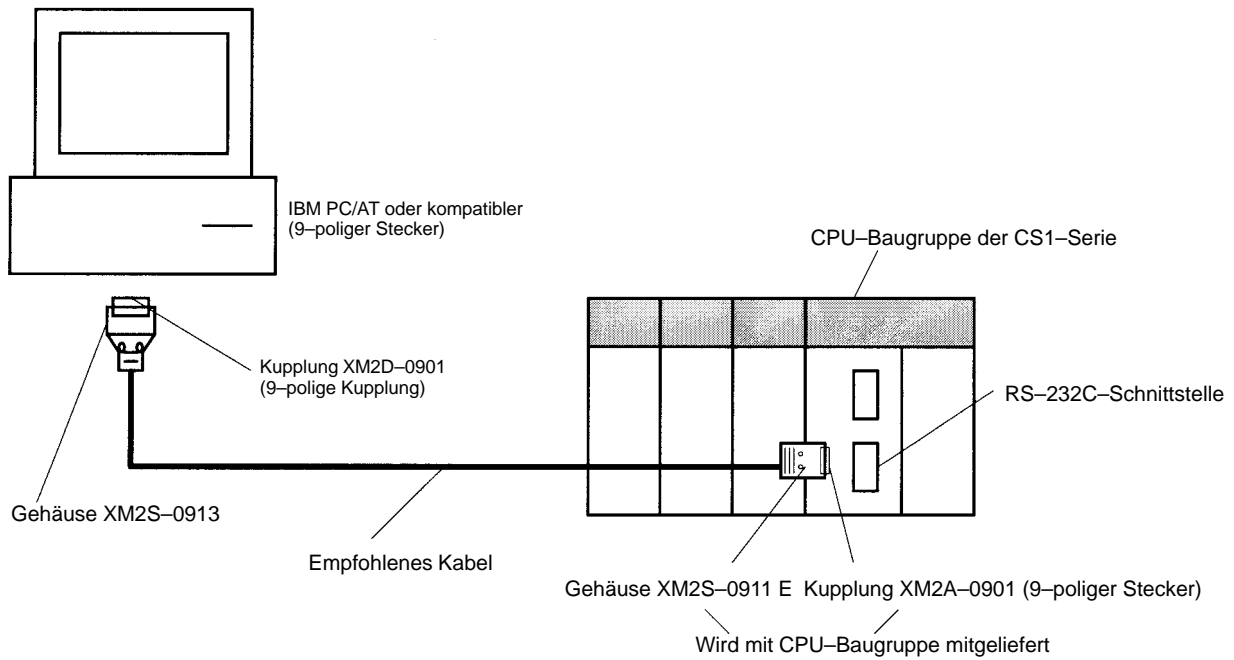 IBM PC/AT oder kompatibler
(9–poliger Stecker)
CPU–Baugruppe der CS1–Serie
Kupplung XM2D–0901
(9–polige Kupplung)
RS–232C–Schnittstelle
Gehäuse XM2S–0913
Empfohlenes Kabel
Gehäuse XM2S–0911 E Kupplung XM2A–0901 (9–poliger Stecker)
Wird mit CPU–Baugruppe mitgeliefert